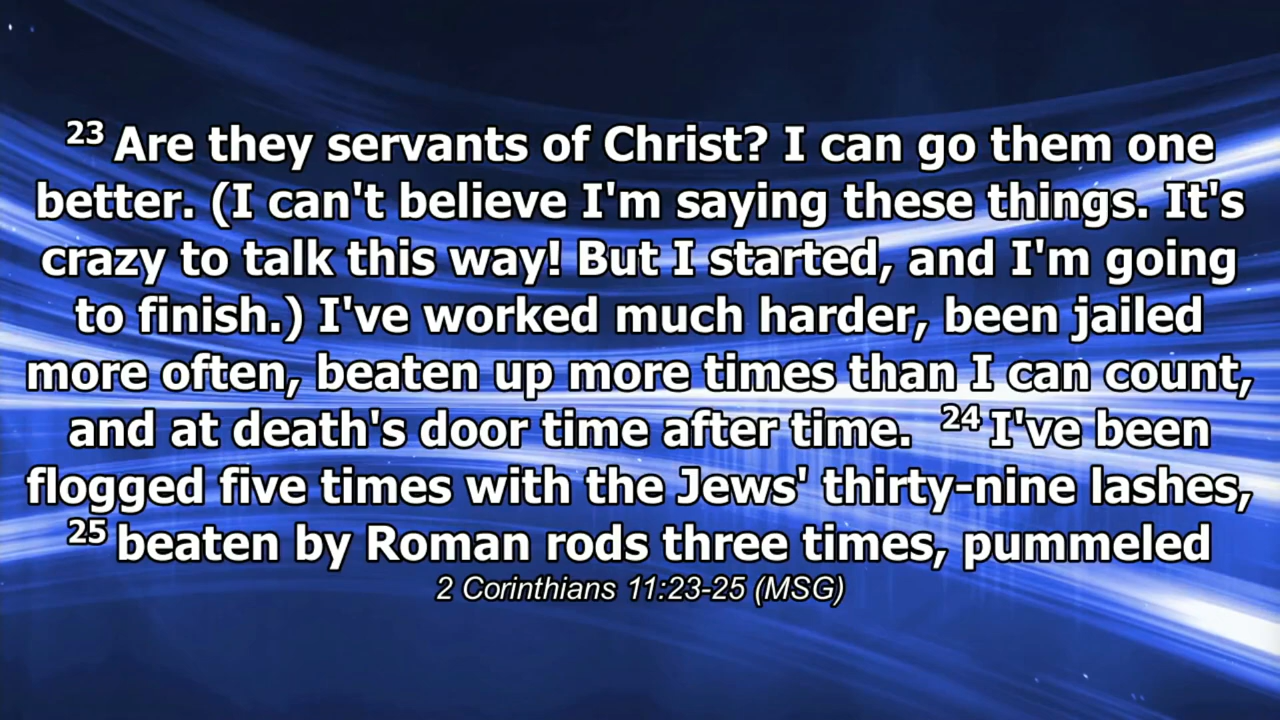 23 Are they servants of Christ? I can go them one
better. (I can't believe I'm saying these things. It's
crazy to talk this way! But I started, and I'm going
to finish.) I've worked much harder, been jailed
more often, beaten up more times than I can count,
and at death's door time after time. 24 I've been
flogged five times with the Jews' thirty-nine lashes,
25 beaten by Roman rods three times, pummeled
2 Corinthians 11:23-25 (MSG)